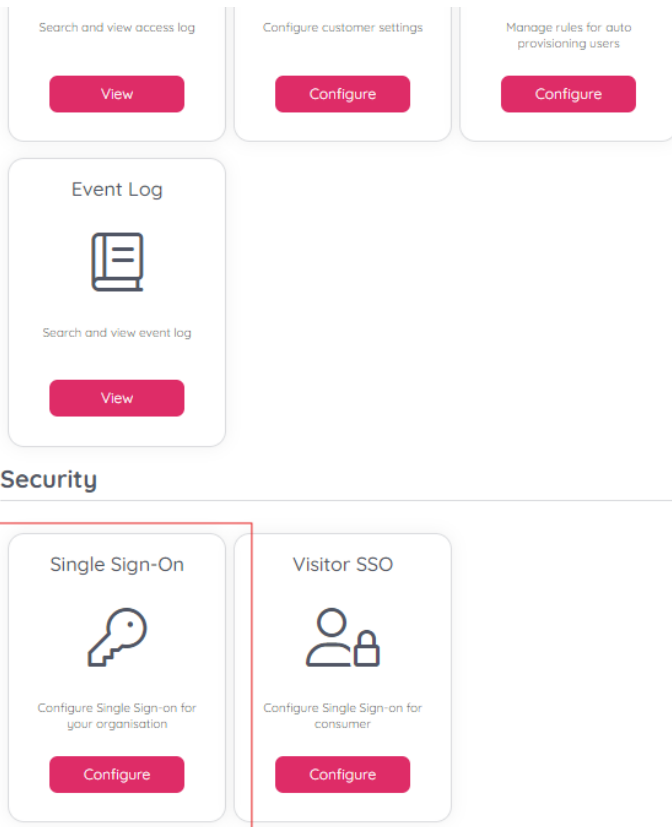 Search and view access log
Configure customer settings
Manage rules for auto
provisioning users
View
Configure
Configure
Event Log
Search and view event log
View
Security
Single Sign-On
Visitor SSO
Configure Single Sign-on for
your organisation
Configure Single Sign-on for
consumer
Configure
Configure